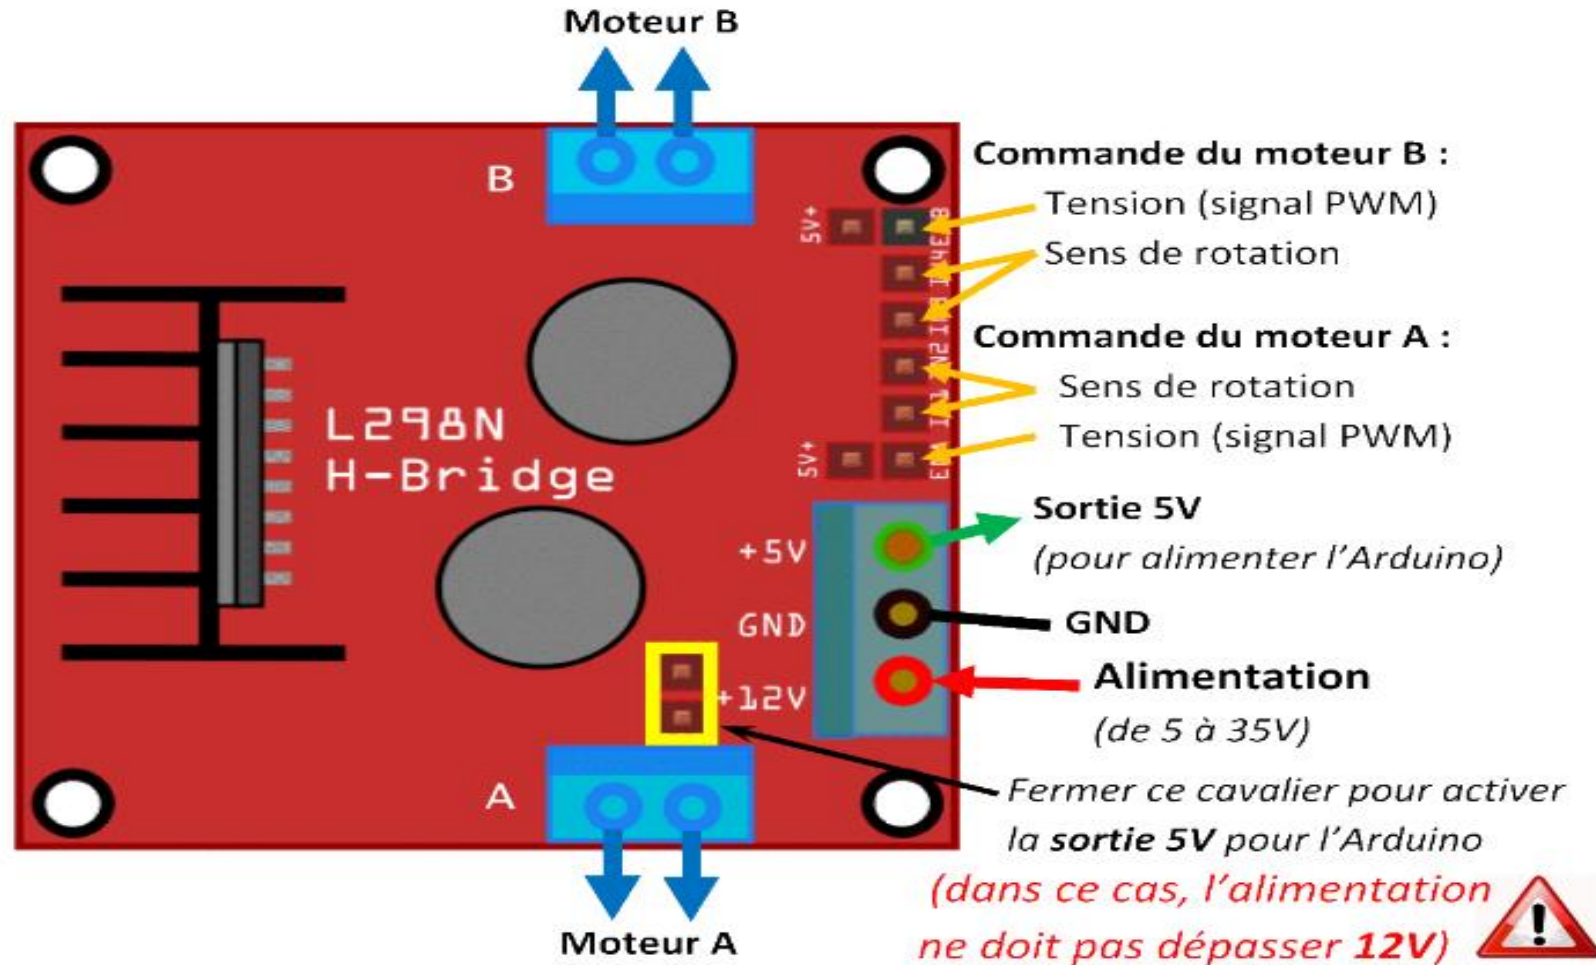 Moteur B
B
Commande du moteur B :
Tension (signal PWM)
Sens de rotation
5V+
Commande du moteur A :
Sens de rotation
Tension (signal PWM)
5V+
L298N
H-Bridge
Sortie 5V
(pour alimenter l'Arduino)
+5V
GND
GND
Alimentation
(de 5 à 35V)
+12V
A
Fermer ce cavalier pour activer
la sortie 5V pour l'Arduino
(dans ce cas, l'alimentation
ne doit pas dépasser 12V)
!
Moteur A